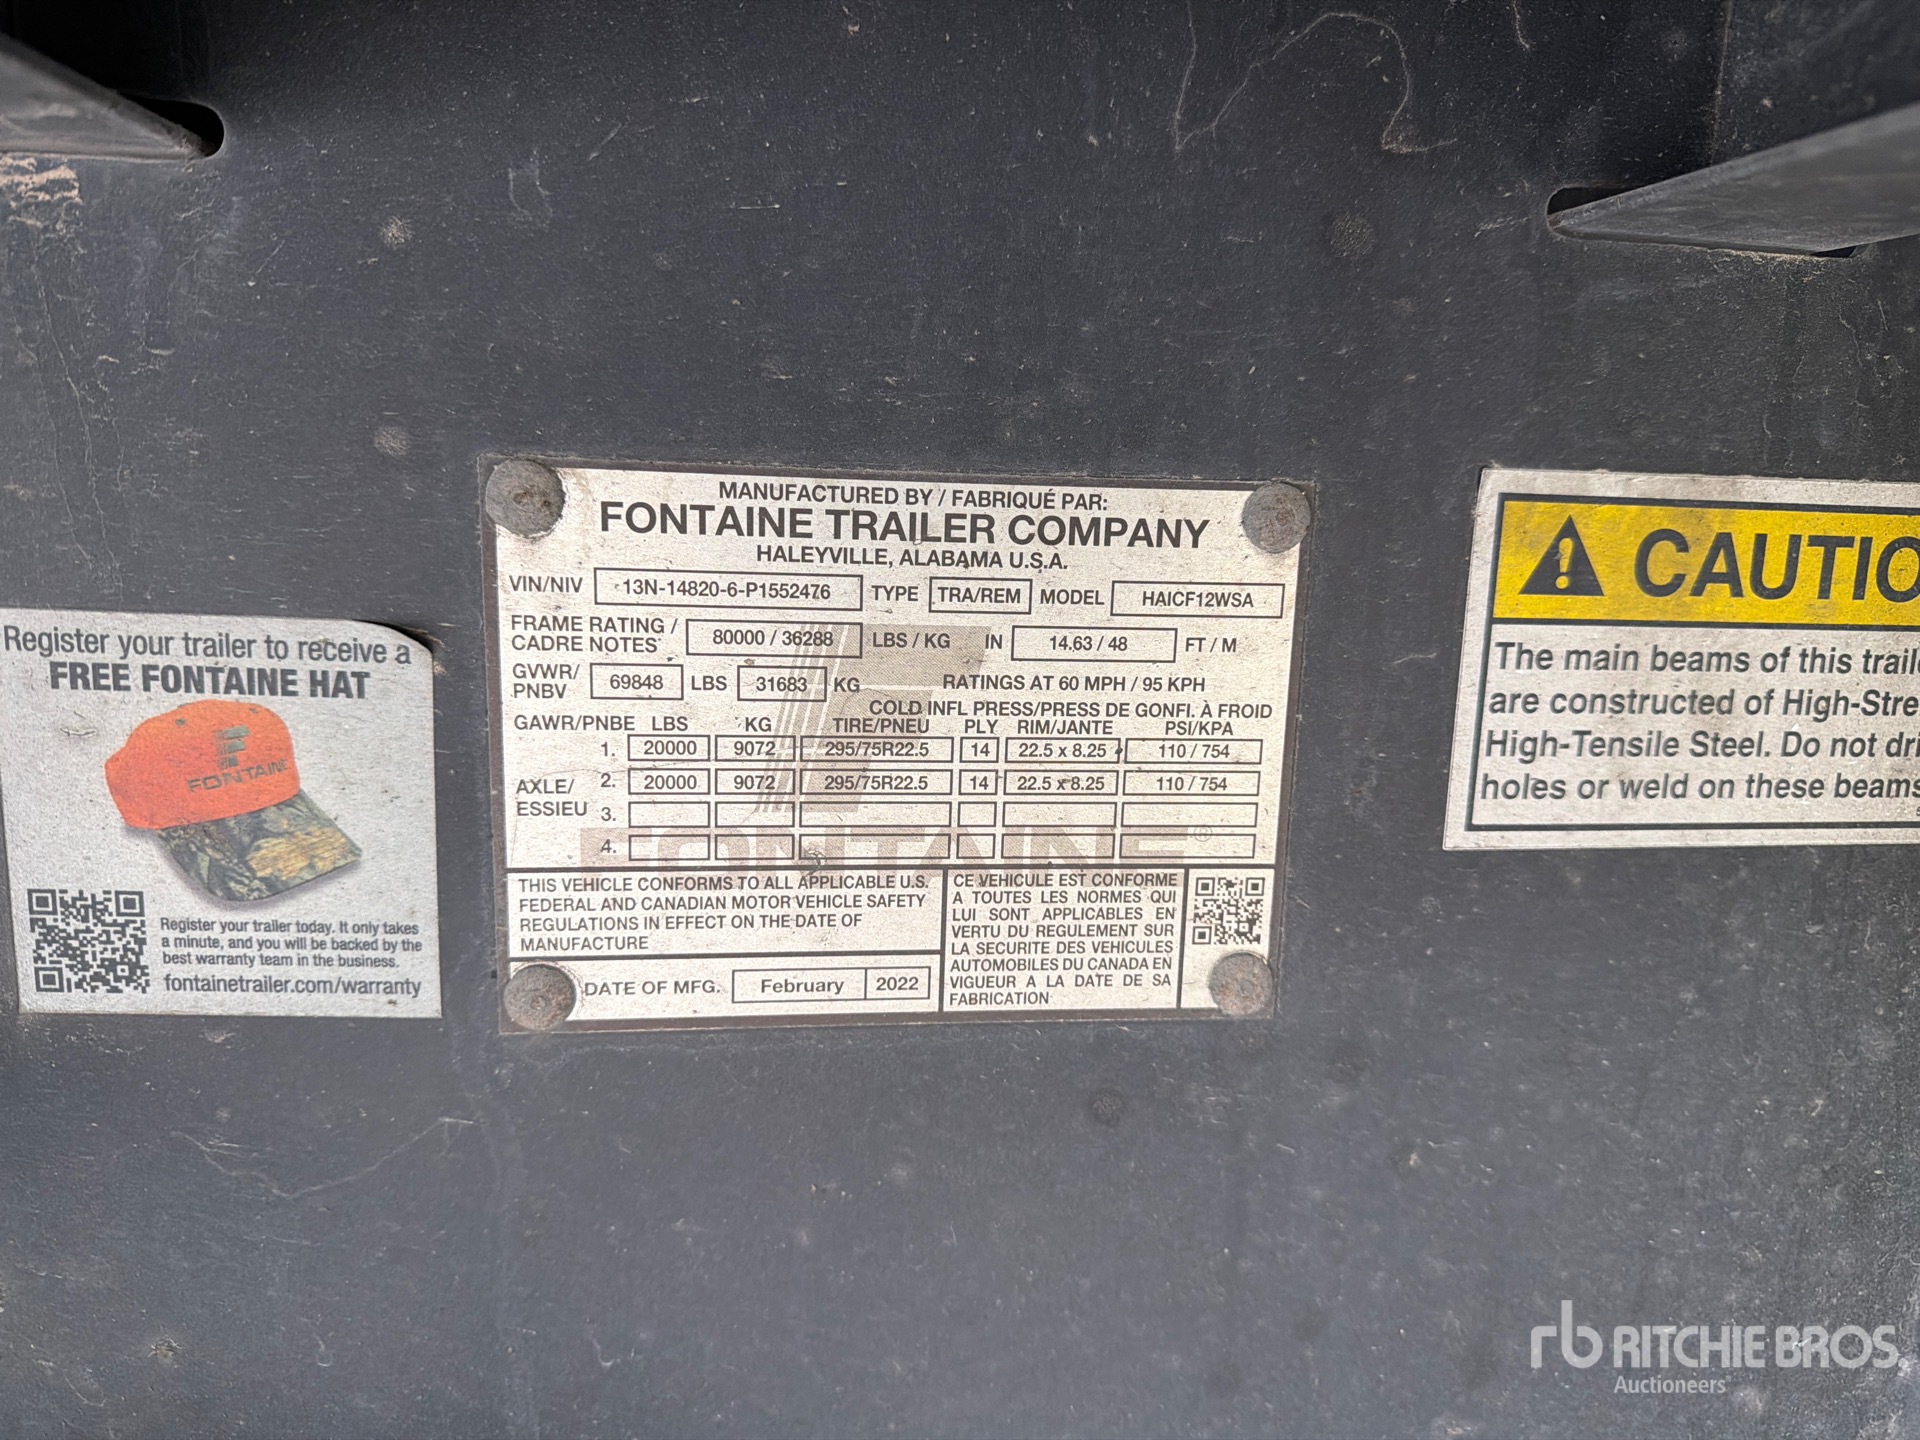 MANUFACTURED BY / FABRIQUÉ PAR:
FONTAINE TRAILER COMPANY
HALEYVILLE, ALABAMA U.S.A.
VIN/NIV 13N-14820-6-P1552476 TYPE TRA/REM MODEL HAICF12WSA
FRAME RATING / CADRE NOTES 80000 / 36288 LBS / KG IN 14.63 / 48 FT / M
GVWR/ PNBV 69848 LBS 31683 KG RATINGS AT 60 MPH / 95 KPH
COLD INFL PRESS/PRESS DE GONFI. À FROID
GAWR/PNBE LBS KG TIRE/PNEU PLY RIM/JANTE PSI/KPA
1. 20000 9072 295/75R22.5 14 22.5 x 8.25 110 / 754
AXLE/ ESSIEU
2. 20000 9072 295/75R22.5 14 22.5 x 8.25 110 / 754
3.
4.
FONTAINE®
THIS VEHICLE CONFORMS TO ALL APPLICABLE U.S.
FEDERAL AND CANADIAN MOTOR VEHICLE SAFETY
REGULATIONS IN EFFECT ON THE DATE OF
MANUFACTURE
DATE OF MFG. February 2022
CE VEHICULE EST CONFORME
A TOUTES LES NORMES QUI
LUI SONT APPLICABLES EN
VERTU DU REGULEMENT SUR
LA SECURITE DES VEHICULES
AUTOMOBILES DU CANADA EN
VIGUEUR A LA DATE DE SA
FABRICATION
Register your trailer to receive a
FREE FONTAINE HAT
FONTAINE
Register your trailer today. It only takes
a minute, and you will be backed by the
best warranty team in the business.
fontainetrailer.com/warranty
CAUTIO
The main beams of this trail
are constructed of High-Stre
High-Tensile Steel. Do not dri
holes or weld on these beams
rb RITCHIE BROS.
Auctioneers